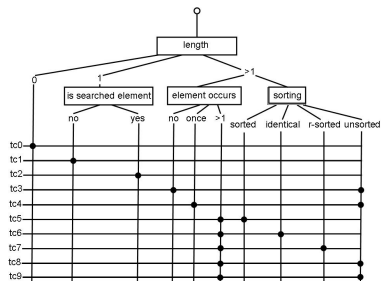 length
0 1 >1
is searched element element occurs sorting
no yes no once >1
sorted identical r-sorted unsorted
tc0
tc1
tc2
tc3
tc4
tc5
tc6
tc7
tc8
tc9